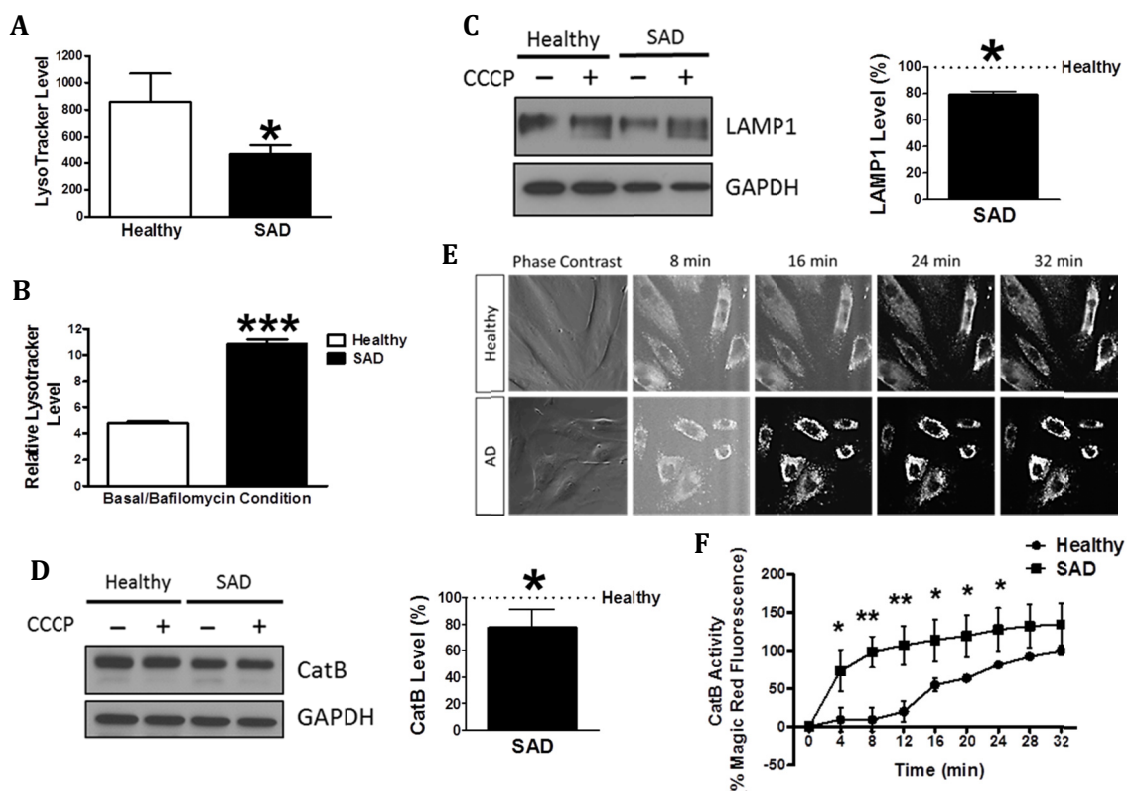 A
LysoTracker Level
1200
1000
800
600
400
200
0
*
Healthy
SAD
B
Relative Lysotracker
Level
12
10
8
6
4
2
0
***
Healthy
SAD
Basal/Bafilomycin Condition
C
Healthy
SAD
CCCP
− + − +
LAMP1
GAPDH
LAMP1 Level (%)
100
80
60
40
20
0
*
Healthy
SAD
D
Healthy
SAD
CCCP
− + − +
CatB
GAPDH
CatB Level (%)
100
80
60
40
20
0
*
Healthy
SAD
E
Phase Contrast
8 min
16 min
24 min
32 min
Healthy
AD
F
Healthy
SAD
CatB Activity
% Magic Red Fluorescence)
200
150
100
50
0
-50
* ** ** * * *
0 4 8 12 16 20 24 28 32
Time (min)